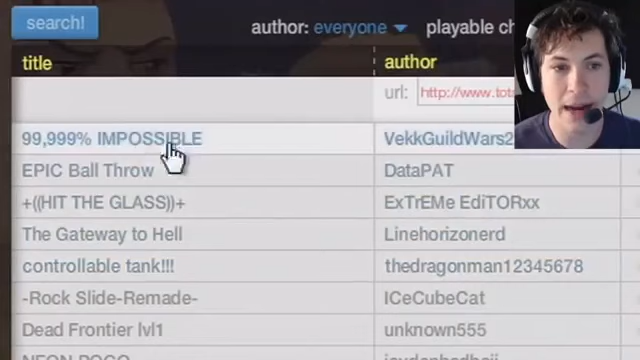 search!
author: everyone
playable ch
title
author
url: http://www.tot
99,999% IMPOSSIBLE
VekkGuildWars2
EPIC Ball Throw
DataPAT
+((HIT THE GLASS))+
ExTrEMe EdiTORxx
The Gateway to Hell
Linehorizonerd
controllable tank!!!
thedragonman12345678
-Rock Slide-Remade-
ICeCubeCat
Dead Frontier lvl1
unknown555
NEON POGO